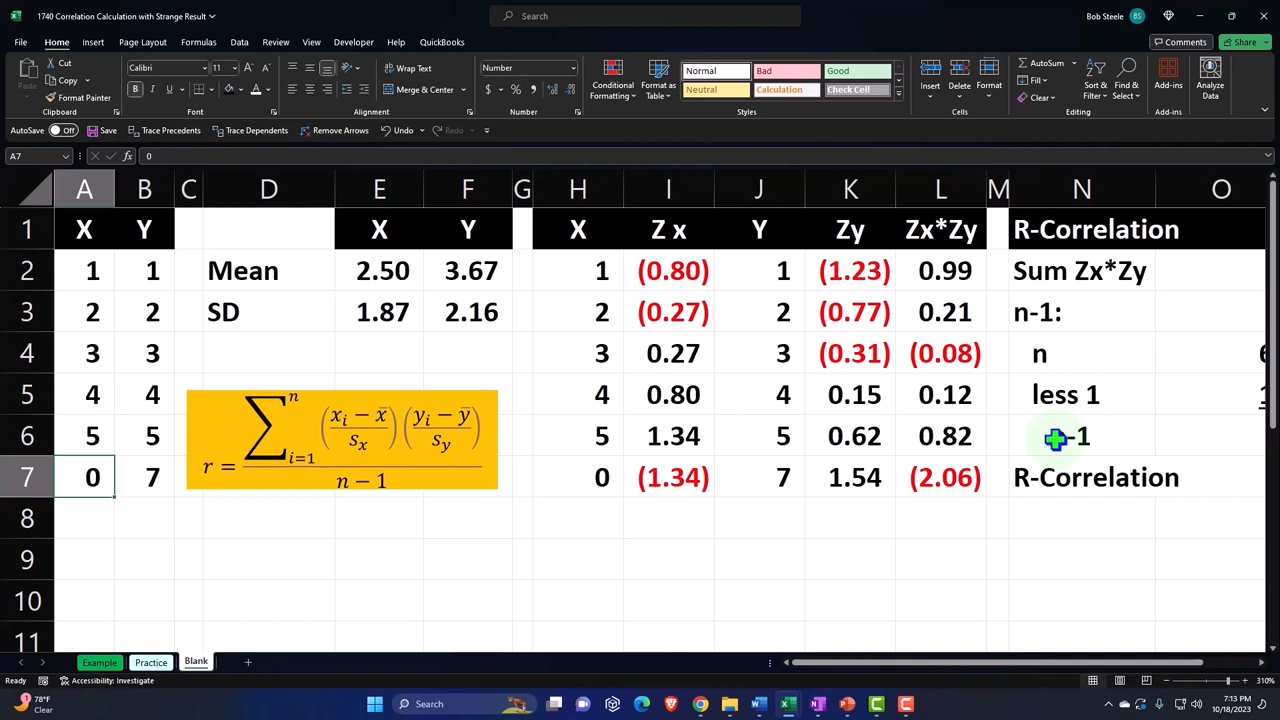 1740 Correlation Calculation with Strange Result
Search
Bob Steele BS
File Home Insert Page Layout Formulas Data Review View Developer Automate Help QuickBooks
Comments Share
Cut
Copy
Format Painter
Clipboard
Calibri 11
Font
Wrap Text
Merge & Center
Alignment
Number
Number
Conditional Formatting
Format as Table
Normal Bad Good
Neutral Calculation Check Cell
Styles
Insert Delete Format
Cells
AutoSum
Fill
Clear
Sort & Filter
Find & Select
Editing
Add-ins
Add-ins
Analyze Data
AutoSave Off Save Trace Precedents Trace Dependents Remove Arrows Undo Redo
A7 fx 0
A B C D E F G H I J K L M N O
1 X Y X Y X Z x Y Zy Zx*Zy R-Correlation
2 1 1 Mean 2.50 3.67 1 (0.80) 1 (1.23) 0.99 Sum Zx*Zy
3 2 2 SD 1.87 2.16 2 (0.27) 2 (0.77) 0.21 n-1:
4 3 3 3 0.27 3 (0.31) (0.08) n 6
5 4 4 4 0.80 4 0.15 0.12 less 1 1
6 5 5 5 1.34 5 0.62 0.82 -1
7 0 7 0 (1.34) 7 1.54 (2.06) R-Correlation
r = ∑ n i=1 (xi − x̄ / sx) (yi − ȳ / sy) / n − 1
8
9
10
11
Example Practice Blank
Ready Accessibility: Investigate 310%
78°F
Clear
Search
7:13 PM
10/18/2023